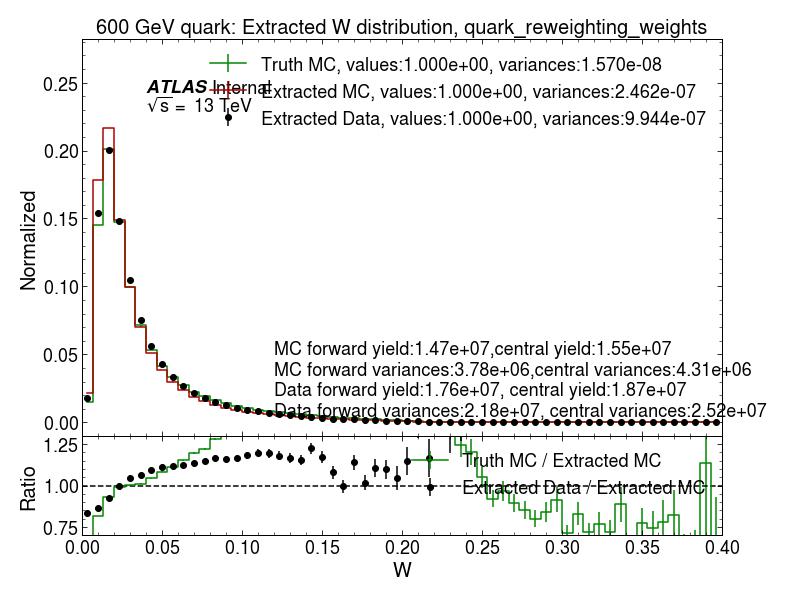 600 GeV quark: Extracted W distribution, quark_reweighting_weights
Truth MC, values:1.000e+00, variances:1.570e-08
ATLAS Internal
Extracted MC, values:1.000e+00, variances:2.462e-07
√s = 13 TeV
Extracted Data, values:1.000e+00, variances:9.944e-07
Normalized
0.25
0.20
0.15
0.10
0.05
0.00
MC forward yield:1.47e+07,central yield:1.55e+07
MC forward variances:3.78e+06,central variances:4.31e+06
Data forward yield:1.76e+07, central yield:1.87e+07
Data forward variances:2.18e+07, central variances:2.52e+07
Ratio
1.25
1.00
0.75
Truth MC / Extracted MC
Extracted Data / Extracted MC
0.00 0.05 0.10 0.15 0.20 0.25 0.30 0.35 0.40
W